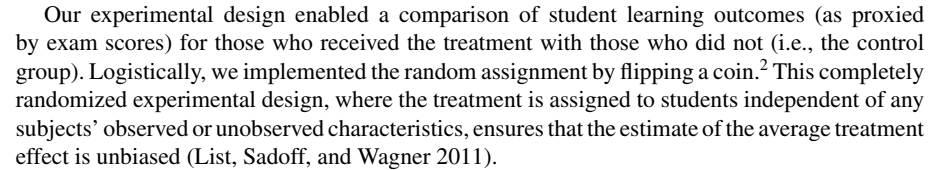 Our experimental design enabled a comparison of student learning outcomes (as proxied
by exam scores) for those who received the treatment with those who did not (i.e., the control
group). Logistically, we implemented the random assignment by flipping a coin.2 This completely
randomized experimental design, where the treatment is assigned to students independent of any
subjects' observed or unobserved characteristics, ensures that the estimate of the average treatment
effect is unbiased (List, Sadoff, and Wagner 2011).